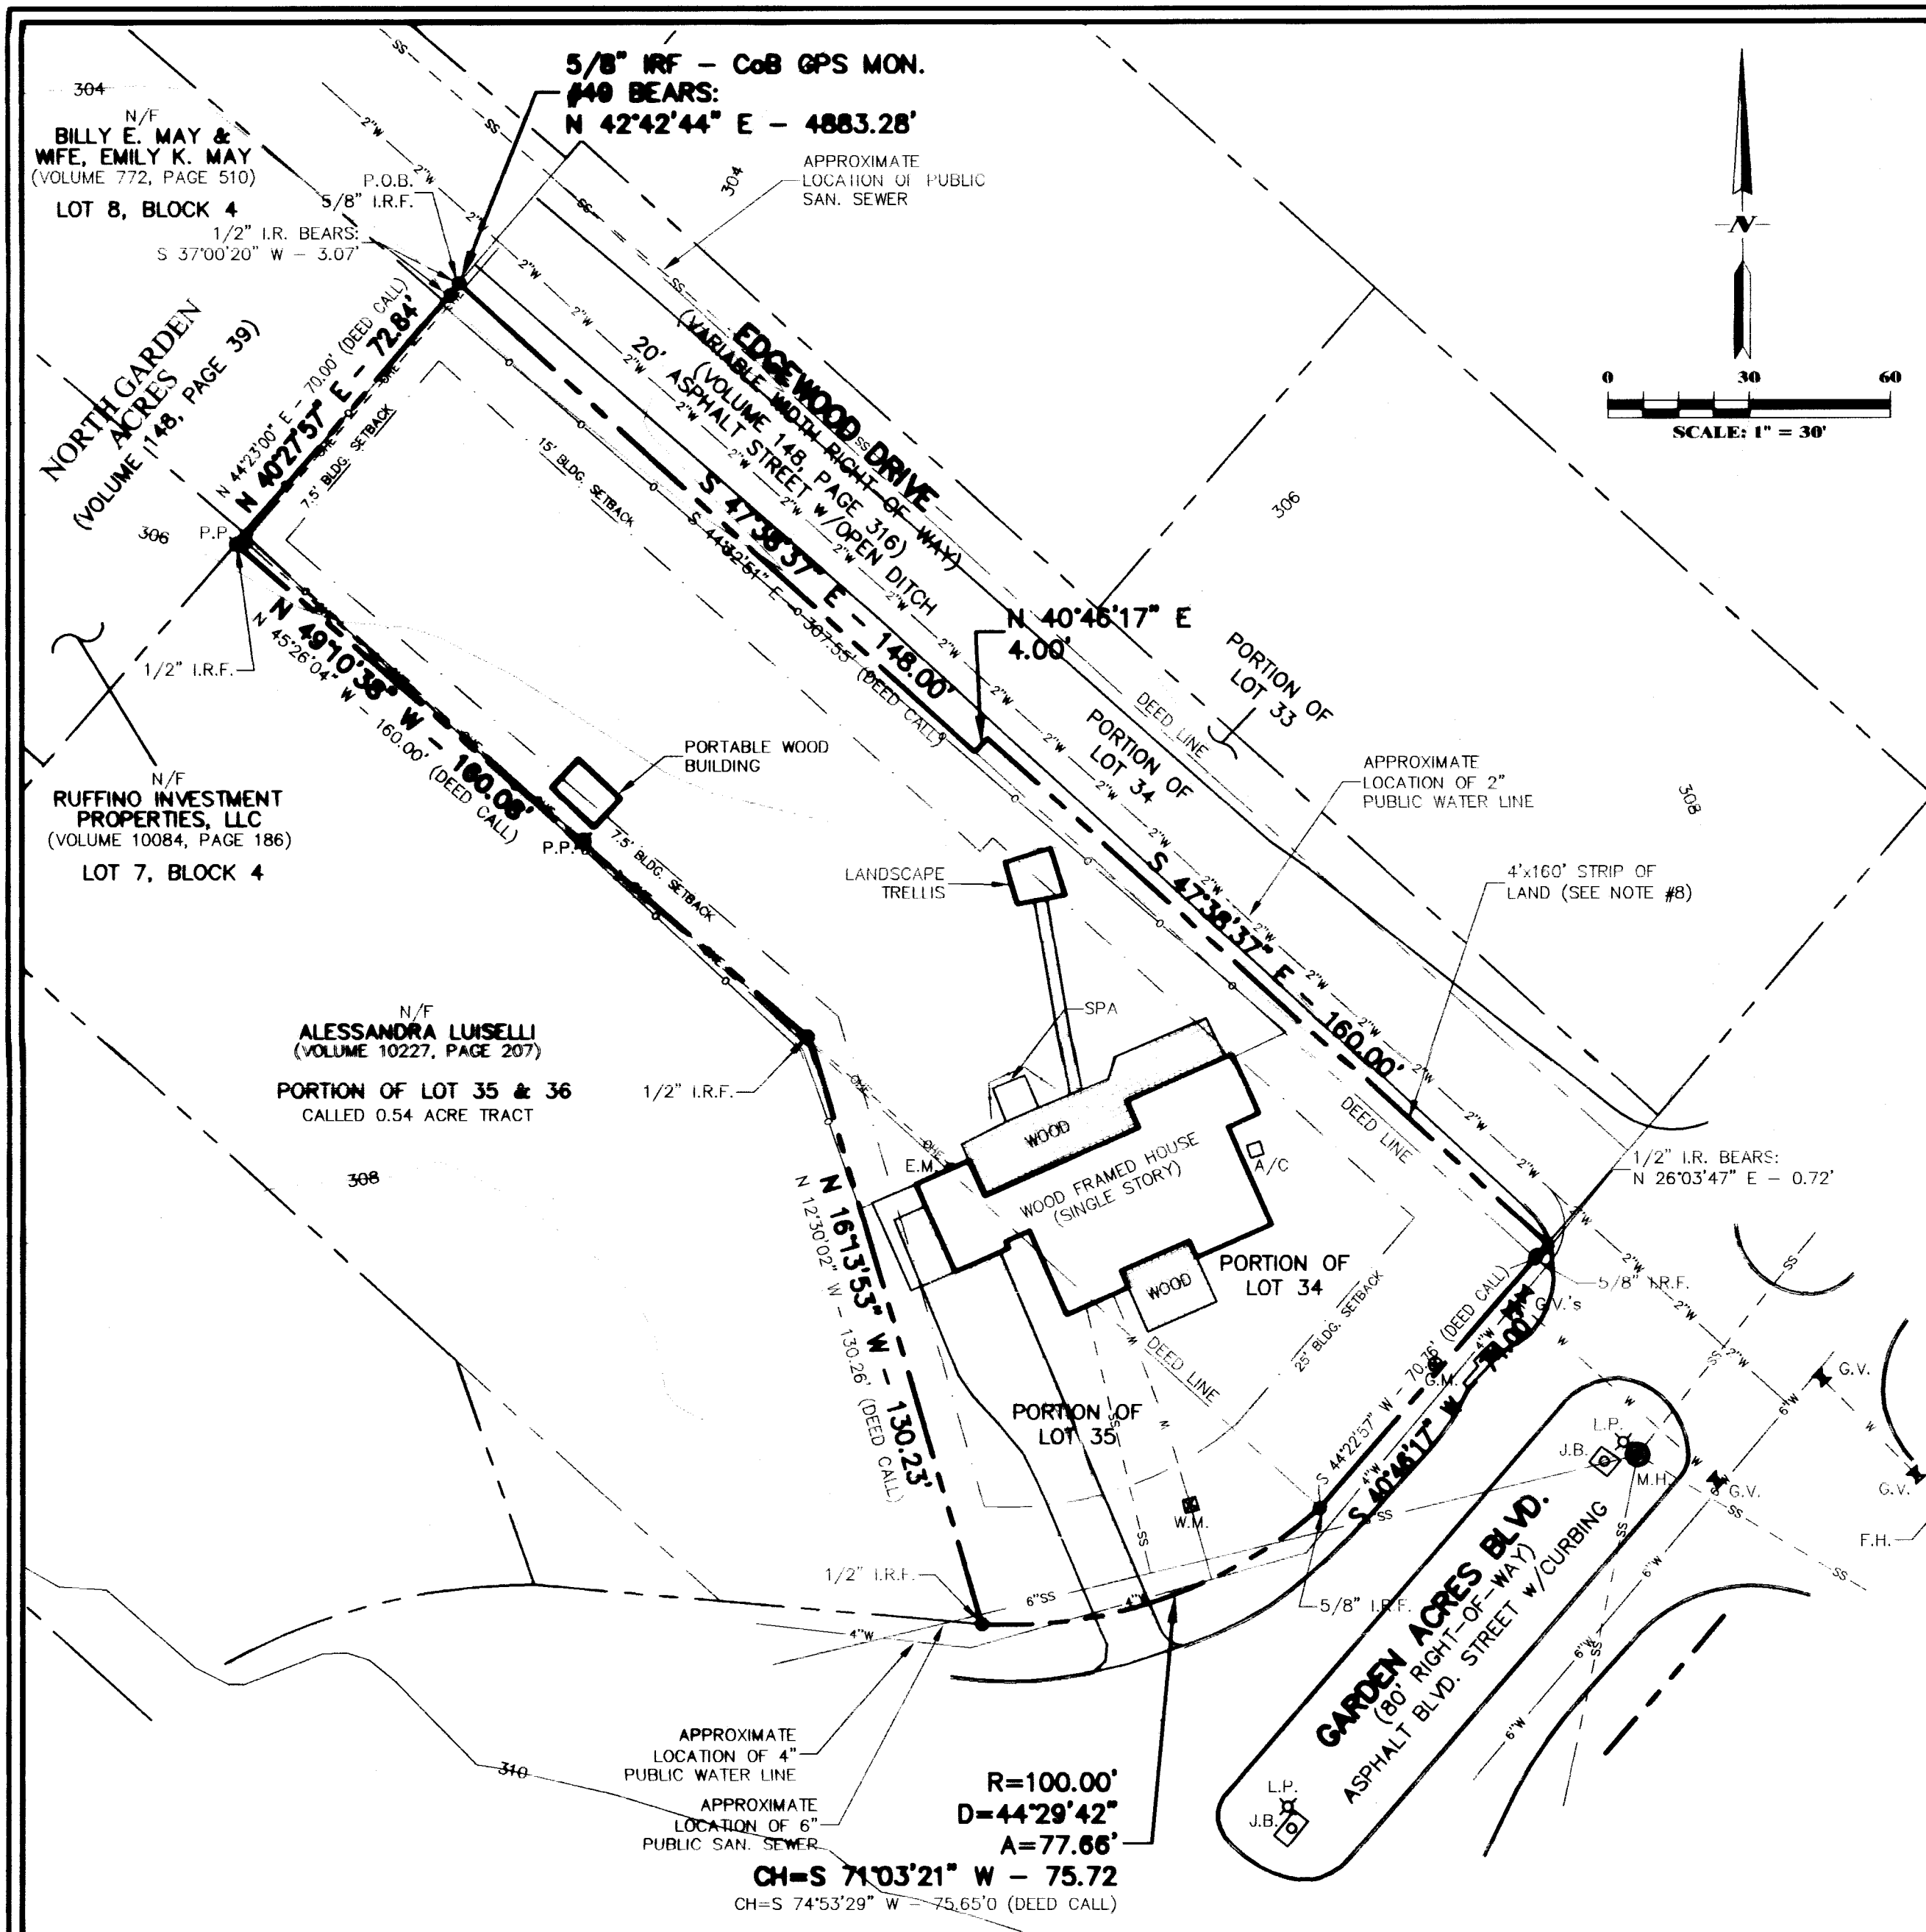 5/8" IRF - CoB GPS MON.
#40 BEARS:
N 42°42'44" E - 4883.28'
304
N/F
BILLY E. MAY &
WIFE, EMILY K. MAY
(VOLUME 772, PAGE 510)
LOT 8, BLOCK 4
P.O.B.
5/8" I.R.F.
1/2" I.R. BEARS:
S 37°00'20" W - 3.07'
304
APPROXIMATE
LOCATION OF PUBLIC
SAN. SEWER
N
0 30 60
SCALE: 1" = 30'
NORTH GARDEN
ACRES
(VOLUME 148, PAGE 39)
N 44°23'00" E - 70.00' (DEED CALL)
N 40°27'57" E - 72.84'
7.5' BLDG. SETBACK
15' BLDG. SETBACK
EDGEWOOD DRIVE
(VARIABLE WIDTH RIGHT OF WAY)
(VOLUME 148, PAGE 316)
20' ASPHALT STREET w/OPEN DITCH
S 47°38'37" E - 148.00'
S 44°32'51" E - 307.55' (DEED CALL)
306
306
P.P.
1/2" I.R.F.
N 49°10'38" W - 160.08'
N 45°26'04" W - 160.00' (DEED CALL)
N 40°46'17" E
4.00'
PORTION OF
LOT 33
DEED LINE
PORTION OF
LOT 34
APPROXIMATE
LOCATION OF 2"
PUBLIC WATER LINE
308
N/F
RUFFINO INVESTMENT
PROPERTIES, LLC
(VOLUME 10084, PAGE 186)
LOT 7, BLOCK 4
PORTABLE WOOD
BUILDING
P.P.
7.5' BLDG. SETBACK
LANDSCAPE
TRELLIS
S 47°38'37" E - 160.00'
4'x160' STRIP OF
LAND (SEE NOTE #8)
N/F
ALESSANDRA LUISELLI
(VOLUME 10227, PAGE 207)
PORTION OF LOT 35 & 36
CALLED 0.54 ACRE TRACT
308
1/2" I.R.F.
SPA
OHE
E.M.
WOOD
WOOD FRAMED HOUSE
(SINGLE STORY)
A/C
WOOD
DEED LINE
1/2" I.R. BEARS:
N 26°03'47" E - 0.72'
N 16°13'53" W - 130.23'
N 12°30'02" W - 130.26' (DEED CALL)
PORTION OF
LOT 34
25' BLDG. SETBACK
DEED LINE
5/8" I.R.F.
G.V.'s
G.M.
S 44°22'57" W - 70.76' (DEED CALL)
S 40°46'17" W 71.00'
PORTION OF
LOT 35
W.M.
G.V.
G.V.
G.V.
F.H.
L.P.
J.B.
M.H.
1/2" I.R.F.
6"SS
4"W
4"W
SS
5/8" I.R.F.
GARDEN ACRES BLVD.
(80' RIGHT-OF-WAY)
ASPHALT BLVD. STREET w/CURBING
6"W
6"W
6"W
6"W
L.P.
J.B.
310
APPROXIMATE
LOCATION OF 4"
PUBLIC WATER LINE
APPROXIMATE
LOCATION OF 6"
PUBLIC SAN. SEWER
R=100.00'
D=44°29'42"
A=77.66'
CH=S 71°03'21" W - 75.72
CH=S 74°53'29" W - 75.65'0 (DEED CALL)